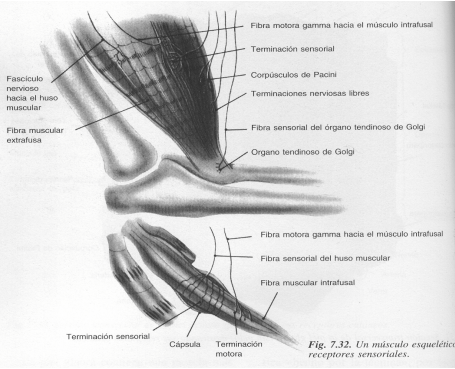 Fibra motora gamma hacia el músculo intrafusal
Terminación sensorial
Corpúsculos de Pacini
Terminaciones nerviosas libres
Fascículo
nervioso
hacia el huso
muscular
Fibra muscular
extrafusa
Fibra sensorial del órgano tendinoso de Golgi
Organo tendinoso de Golgi
Fibra motora gamma hacia el músculo intrafusal
Fibra sensorial del huso muscular
Fibra muscular intrafusal
Terminación sensorial
Cápsula
Terminación
motora
Fig. 7.32. Un músculo esquelético
receptores sensoriales.